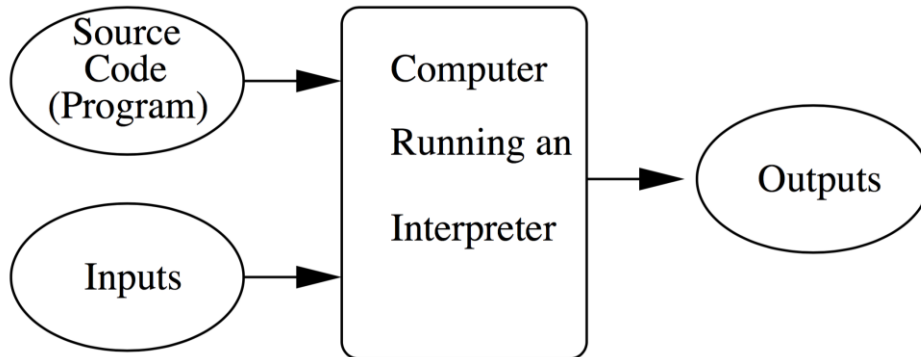 Source
Code
(Program)
Inputs
Computer
Running an
Interpreter
Outputs